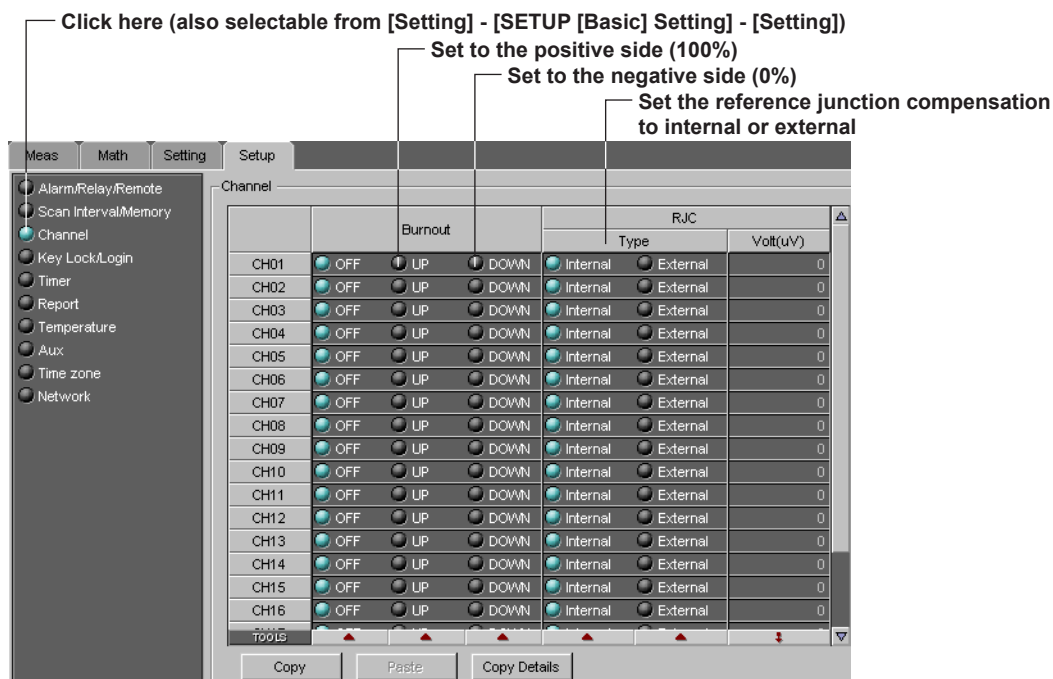 Click here (also selectable from [Setting] - [SETUP [Basic] Setting] - [Setting])
Set to the positive side (100%)
Set to the negative side (0%)
Set the reference junction compensation
to internal or external
Meas Math Setting Setup
Alarm/Relay/Remote
Scan Interval/Memory
Channel
Key Lock/Login
Timer
Report
Temperature
Aux
Time zone
Network
Channel
Burnout RJC
Type Volt(uV)
CH01 OFF UP DOWN Internal External 0
CH02 OFF UP DOWN Internal External 0
CH03 OFF UP DOWN Internal External 0
CH04 OFF UP DOWN Internal External 0
CH05 OFF UP DOWN Internal External 0
CH06 OFF UP DOWN Internal External 0
CH07 OFF UP DOWN Internal External 0
CH08 OFF UP DOWN Internal External 0
CH09 OFF UP DOWN Internal External 0
CH10 OFF UP DOWN Internal External 0
CH11 OFF UP DOWN Internal External 0
CH12 OFF UP DOWN Internal External 0
CH13 OFF UP DOWN Internal External 0
CH14 OFF UP DOWN Internal External 0
CH15 OFF UP DOWN Internal External 0
CH16 OFF UP DOWN Internal External 0
TOOLS
Copy Paste Copy Details